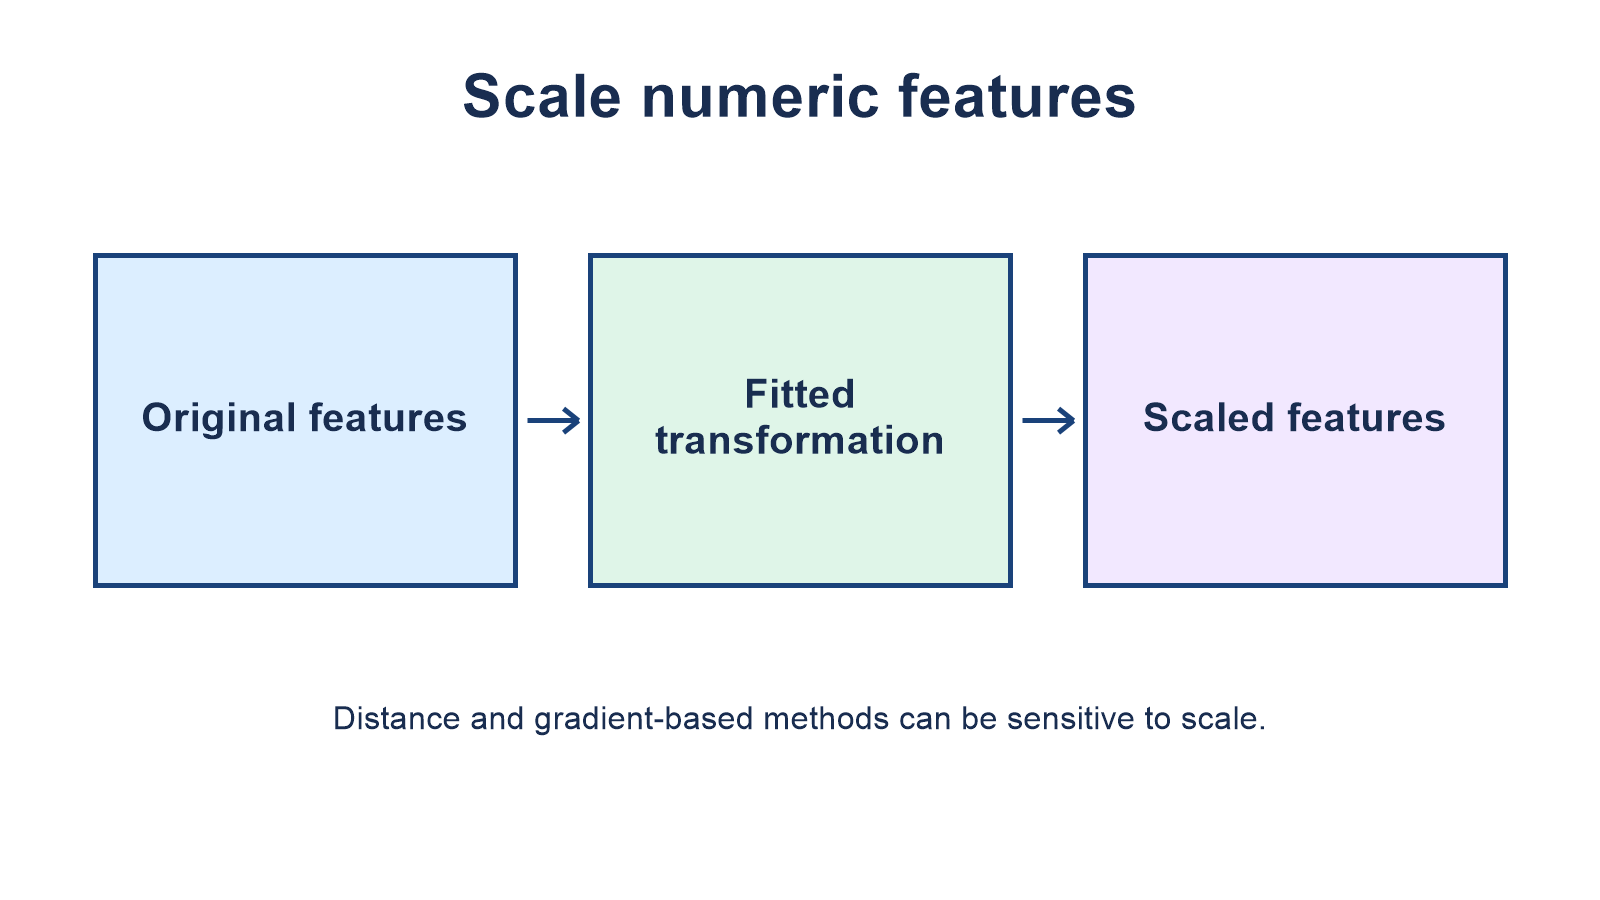 Scale numeric features
Original features
Fitted
transformation
Scaled features
Distance and gradient-based methods can be sensitive to scale.